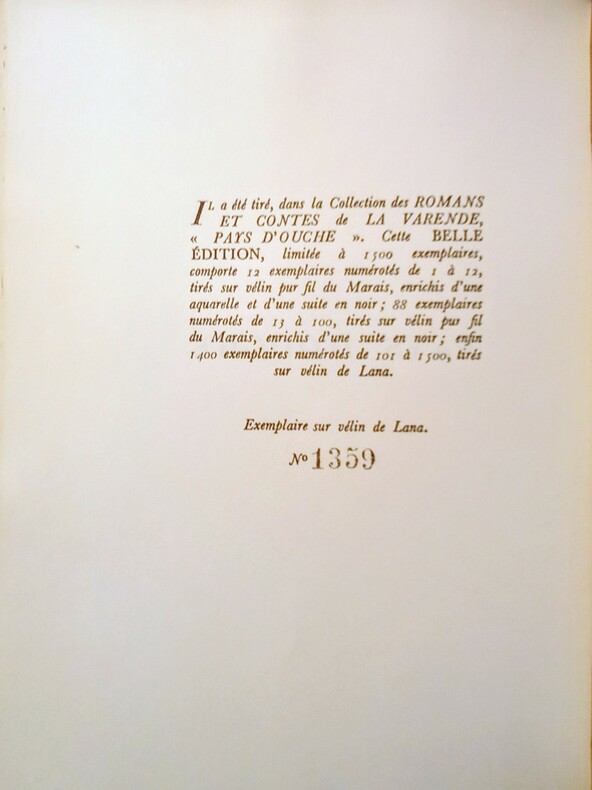 IL a été tiré, dans la Collection des ROMANS
ET CONTES de LA VARENDE,
« PAYS D'OUCHE ». Cette BELLE
ÉDITION, limitée à 1500 exemplaires,
comporte 12 exemplaires numérotés de 1 à 12,
tirés sur vélin pur fil du Marais, enrichis d'une
aquarelle et d'une suite en noir ; 88 exemplaires
numérotés de 13 à 100, tirés sur vélin pur fil
du Marais, enrichis d'une suite en noir ; enfin
1400 exemplaires numérotés de 101 à 1500, tirés
sur vélin de Lana.
Exemplaire sur vélin de Lana.
No 1359